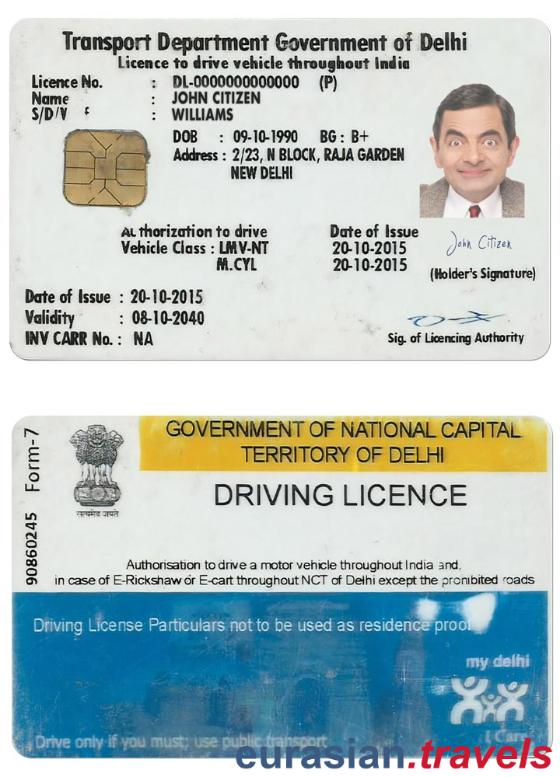 Transport Department Government of Delhi
Licence to drive vehicle throughout India
Licence No. : DL-0000000000000 (P)
Name : JOHN CITIZEN
S/D/W : WILLIAMS
DOB : 09-10-1990 BG : B+
Address : 2/23, N BLOCK, RAJA GARDEN
NEW DELHI
Authorization to drive Date of Issue
Vehicle Class : LMV-NT 20-10-2015
M.CYL 20-10-2015
John Citizen
(Holder's Signature)
Date of Issue : 20-10-2015
Validity : 08-10-2040
INV CARR No. : NA
Sig. of Licencing Authority
90860245 Form-7
सत्यमेव जयते
GOVERNMENT OF NATIONAL CAPITAL
TERRITORY OF DELHI
DRIVING LICENCE
Authorisation to drive a motor vehicle throughout India and,
in case of E-Rickshaw or E-cart throughout NCT of Delhi except the prohibited roads
Driving License Particulars not to be used as residence proof
my delhi
I Care
Drive only if you must; use public transport
eurasian.travels